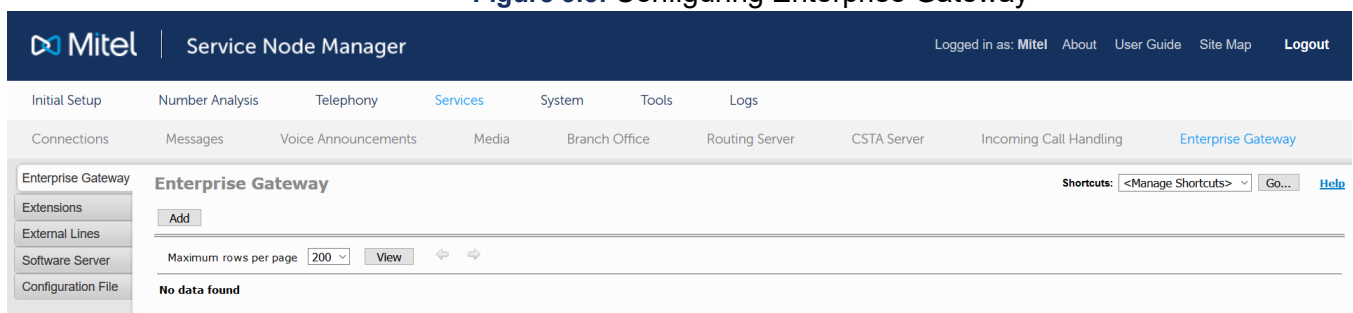 Configuring Enterprise Gateway
Mitel Service Node Manager Logged in as: Mitel About User Guide Site Map Logout
Initial Setup Number Analysis Telephony Services System Tools Logs
Connections Messages Voice Announcements Media Branch Office Routing Server CSTA Server Incoming Call Handling Enterprise Gateway
Enterprise Gateway
Extensions
External Lines
Software Server
Configuration File
Enterprise Gateway Shortcuts: <Manage Shortcuts> Go... Help
Add
Maximum rows per page 200 View
No data found